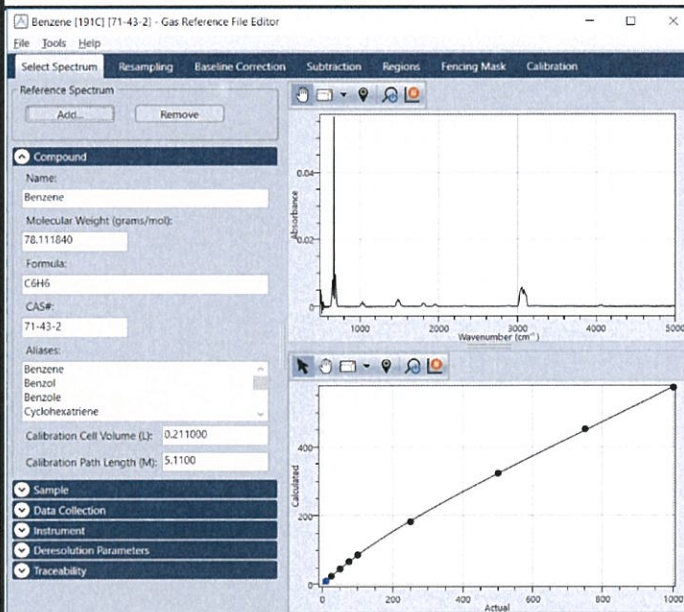 Benzene [191C] [71-43-2] - Gas Reference File Editor
File Tools Help
Select Spectrum Resampling Baseline Correction Subtraction Regions Fencing Mask Calibration
Reference Spectrum
Add... Remove
Compound
Name:
Benzene
Molecular Weight (grams/mol):
78.111840
Formula:
C6H6
CAS#:
71-43-2
Aliases:
Benzene
Benzol
Benzole
Cyclohexatriene
Calibration Cell Volume (L): 0.211000
Calibration Path Length (M): 5.1100
Sample
Data Collection
Instrument
Deresolution Parameters
Traceability
Absorbance
0.04
0.02
0
1000 2000 3000 4000 5000
Wavenumber (cm⁻¹)
Calculated
400
200
0
0 200 400 600 800 1000
Actual